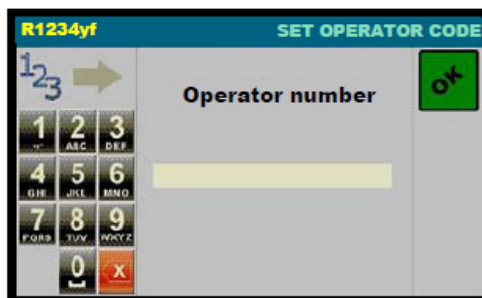 R1234yf SET OPERATOR CODE
123
Operator number
OK
1 2 3
ABC DEF
4 5 6
GHI JKL MNO
7 8 9
PQRS TUV WXYZ
0 X